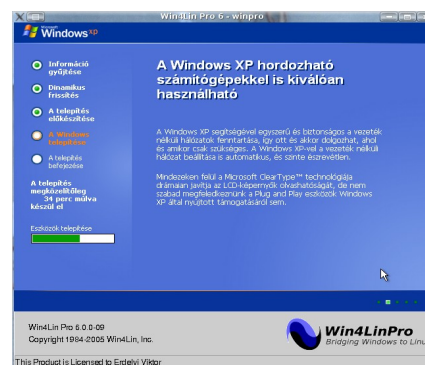 Win4Lin Pro 6 - winpro
Microsoft
Windows xp
Információ
gyűjtése
Dinamikus
frissítés
A telepítés
előkészítése
A Windows
telepítése
A telepítés
befejezése
A telepítés
megközelítőleg
34 perc múlva
készül el
Eszközök telepítése
A Windows XP hordozható
számítógépekkel is kiválóan
használható
A Windows XP segítségével egyszerű és biztonságos a vezeték
nélküli hálózatok fenntartása, így ott és akkor dolgozhat, ahol
és amikor csak szükséges. A Windows XP-vel a vezeték nélküli
hálózat beállítása is automatikus, és szinte észrevétlen.
Mindezeken felül a Microsoft ClearType™ technológiája
drámaian javítja az LCD-képernyők olvashatóságát, de nem
szabad megfeledkeznünk a Plug and Play eszközök Windows
XP által nyújtott támogatásáról sem.
Win4Lin Pro 6.0.0-09
Copyright 1984-2005 Win4Lin, Inc.
Win4LinPro
Bridging Windows to Linu
This Product is Licensed to Erdelyi Viktor